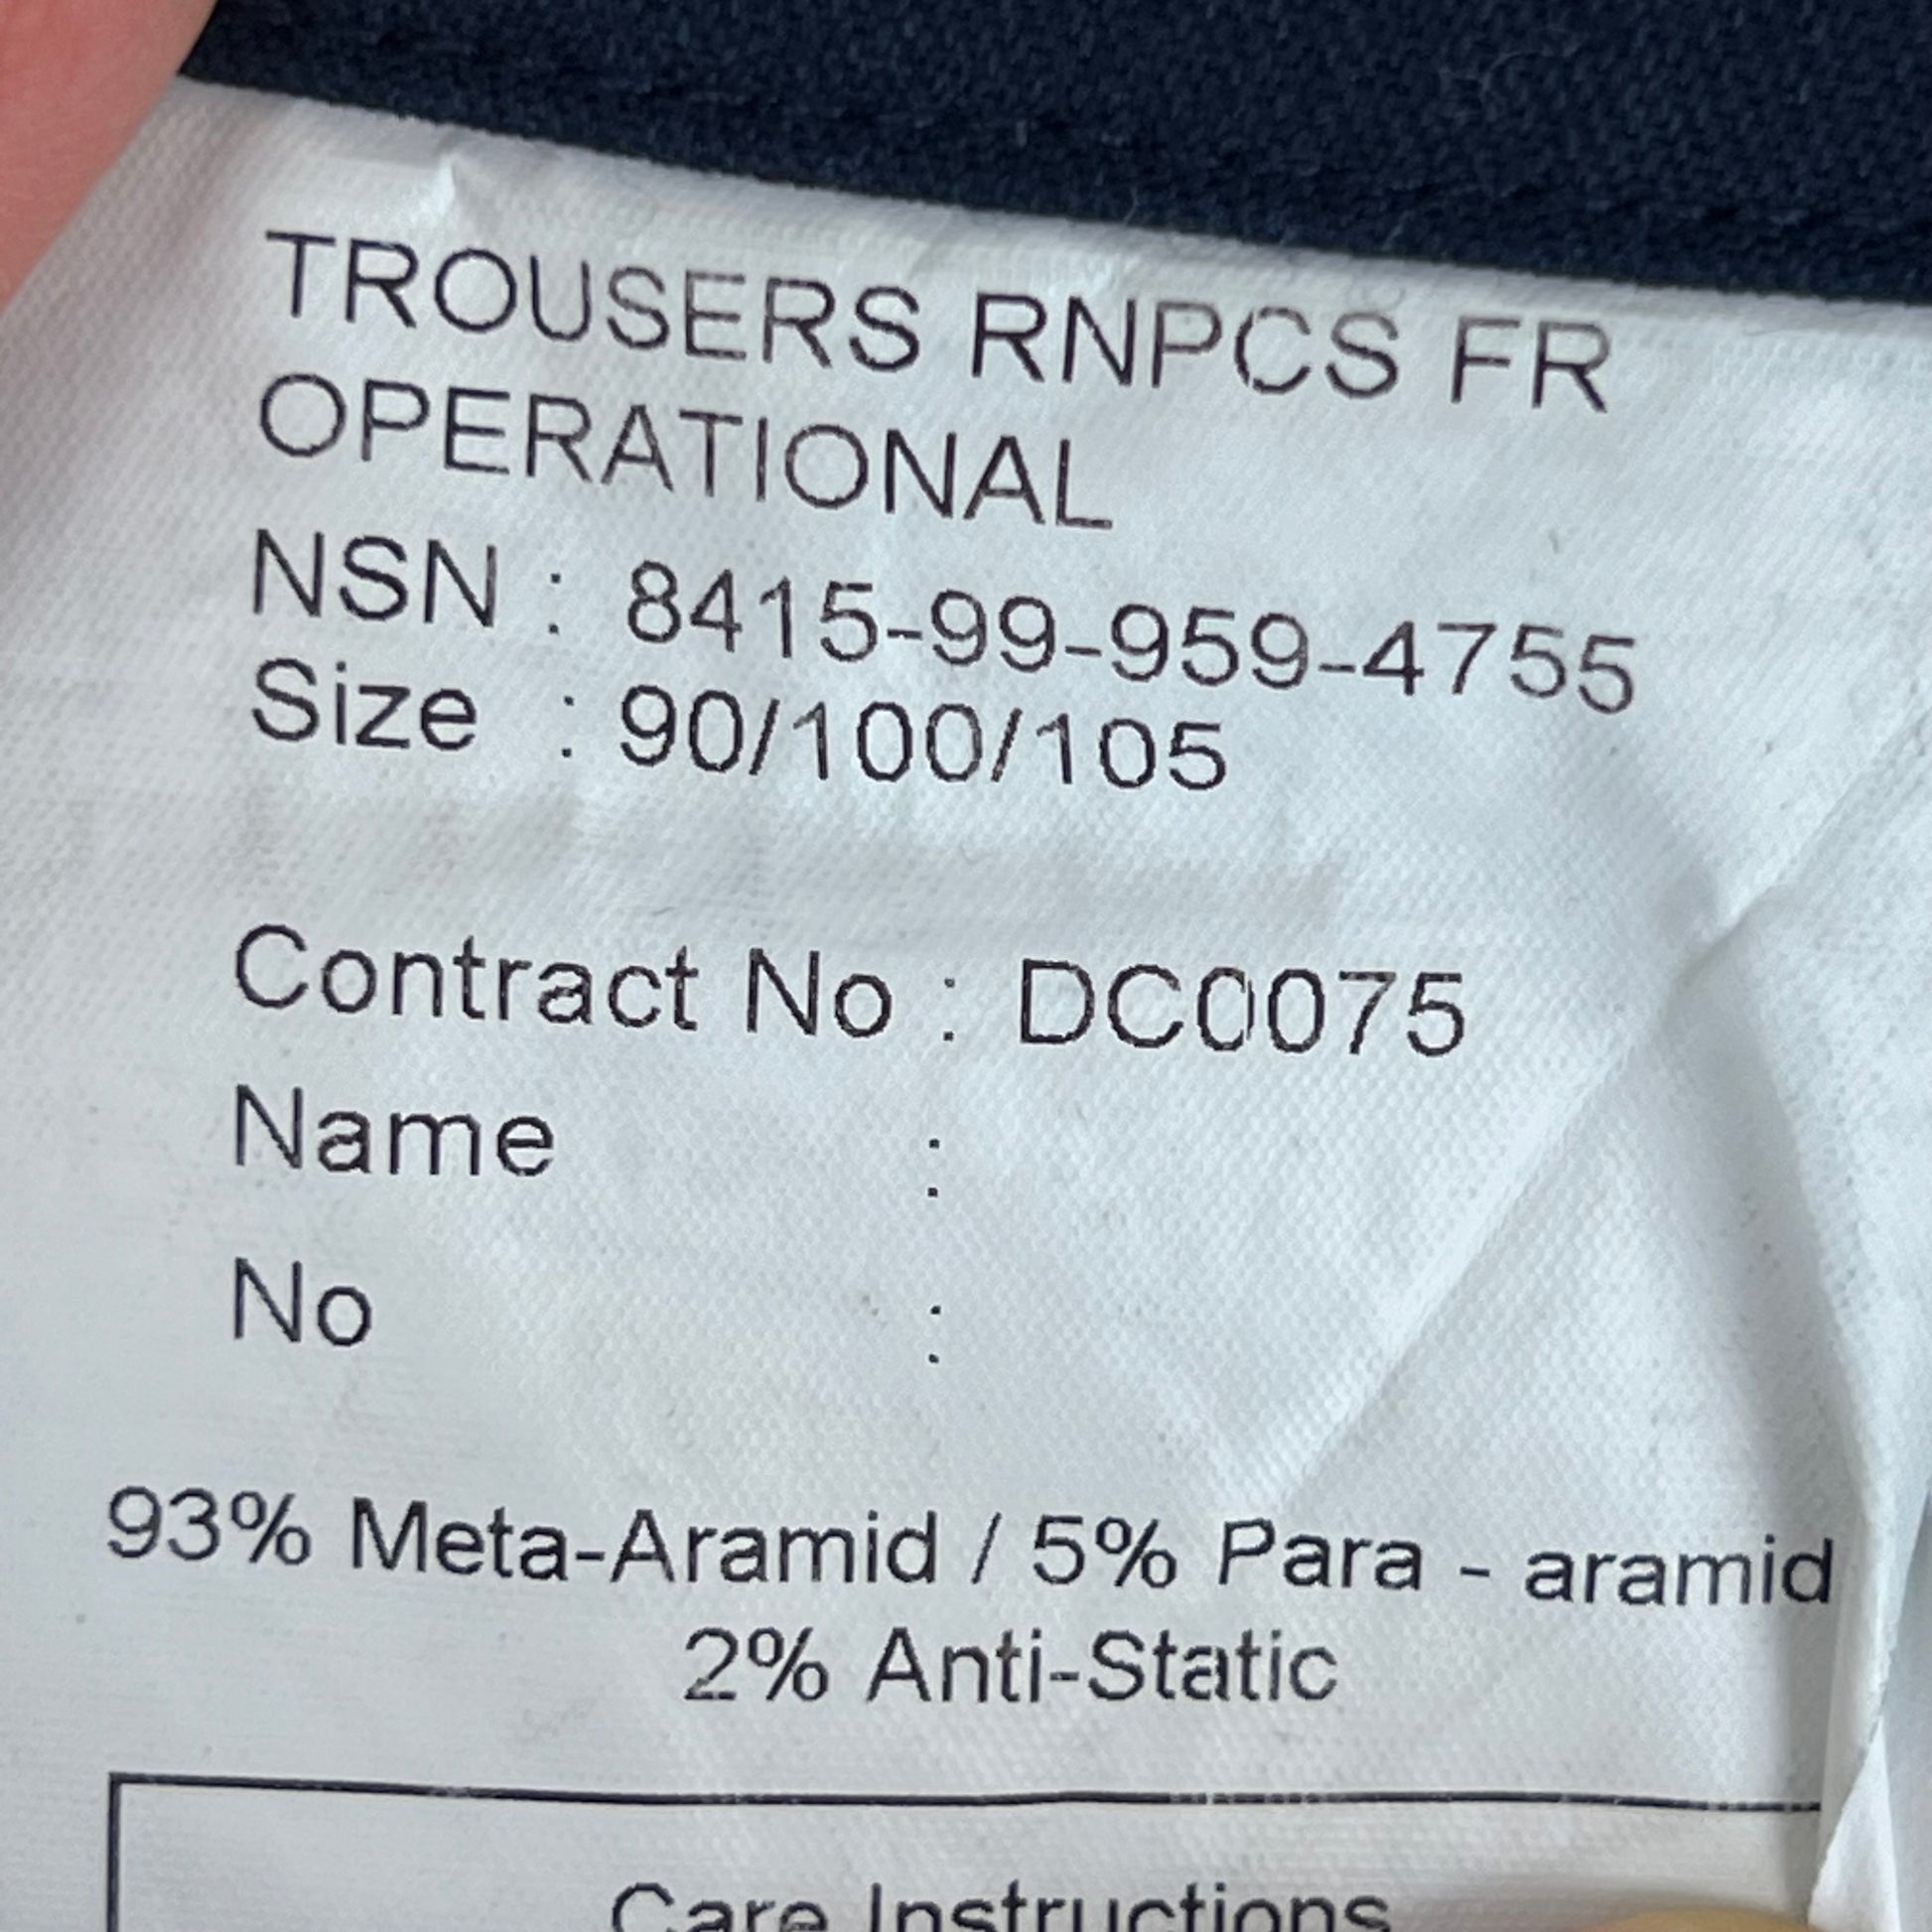 TROUSERS RNPCS FR
OPERATIONAL
NSN : 8415-99-959-4755
Size : 90/100/105
Contract No : DC0075
Name :
No :
93% Meta-Aramid / 5% Para - aramid
2% Anti-Static
Care Instructions